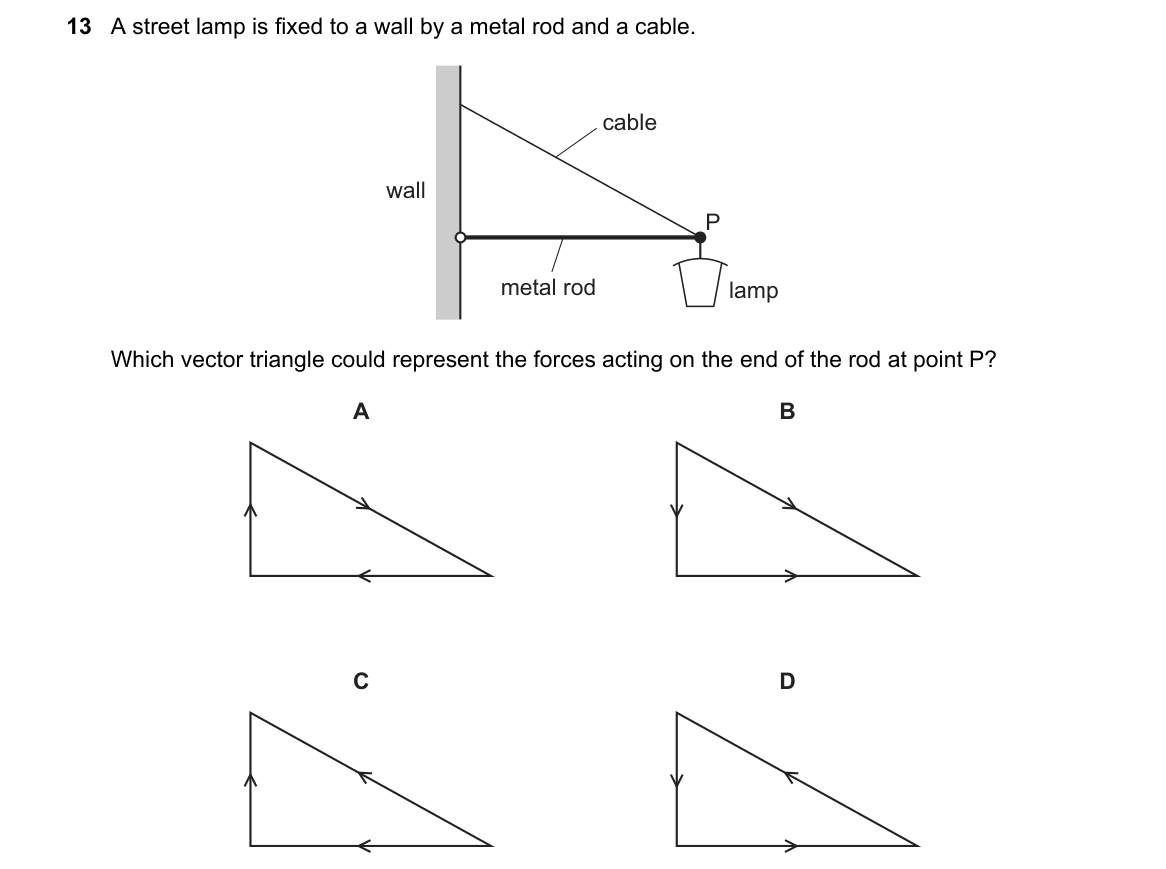 13 A street lamp is fixed to a wall by a metal rod and a cable.
cable
wall
P
metal rod
lamp
Which vector triangle could represent the forces acting on the end of the rod at point P?
A
B
C
D